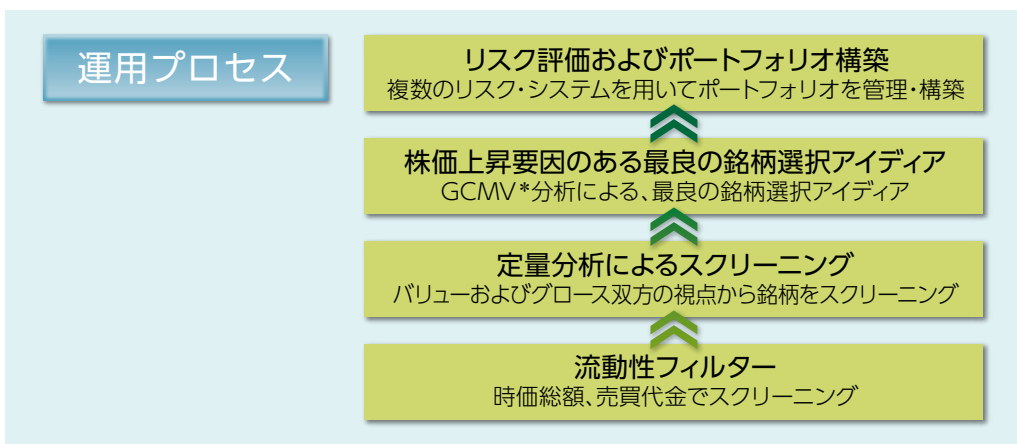 運用プロセス
リスク評価およびポートフォリオ構築
複数のリスク・システムを用いてポートフォリオを管理・構築
株価上昇要因のある最良の銘柄選択アイディア
GCMV*分析による、最良の銘柄選択アイディア
定量分析によるスクリーニング
バリューおよびグロース双方の視点から銘柄をスクリーニング
流動性フィルター
時価総額、売買代金でスクリーニング